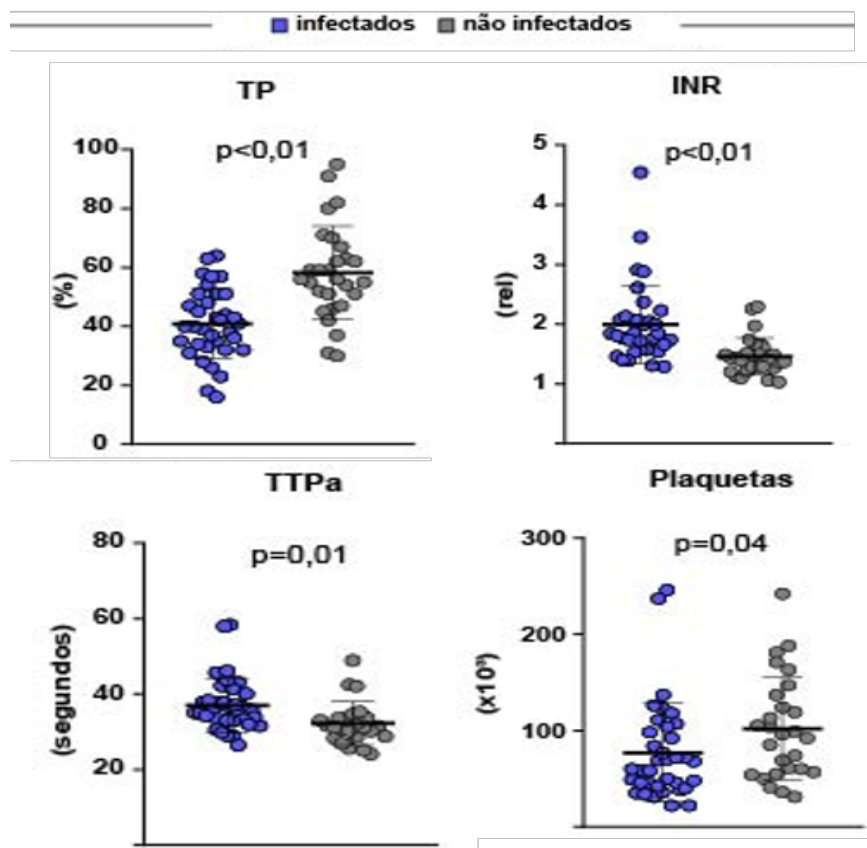 infectados não infectados
TP
p<0,01
(%)
100
80
60
40
20
0
INR
p<0,01
(rel)
5
4
3
2
1
TTPa
p=0,01
(segundos)
80
60
40
20
Plaquetas
p=0,04
(x10³)
300
200
100